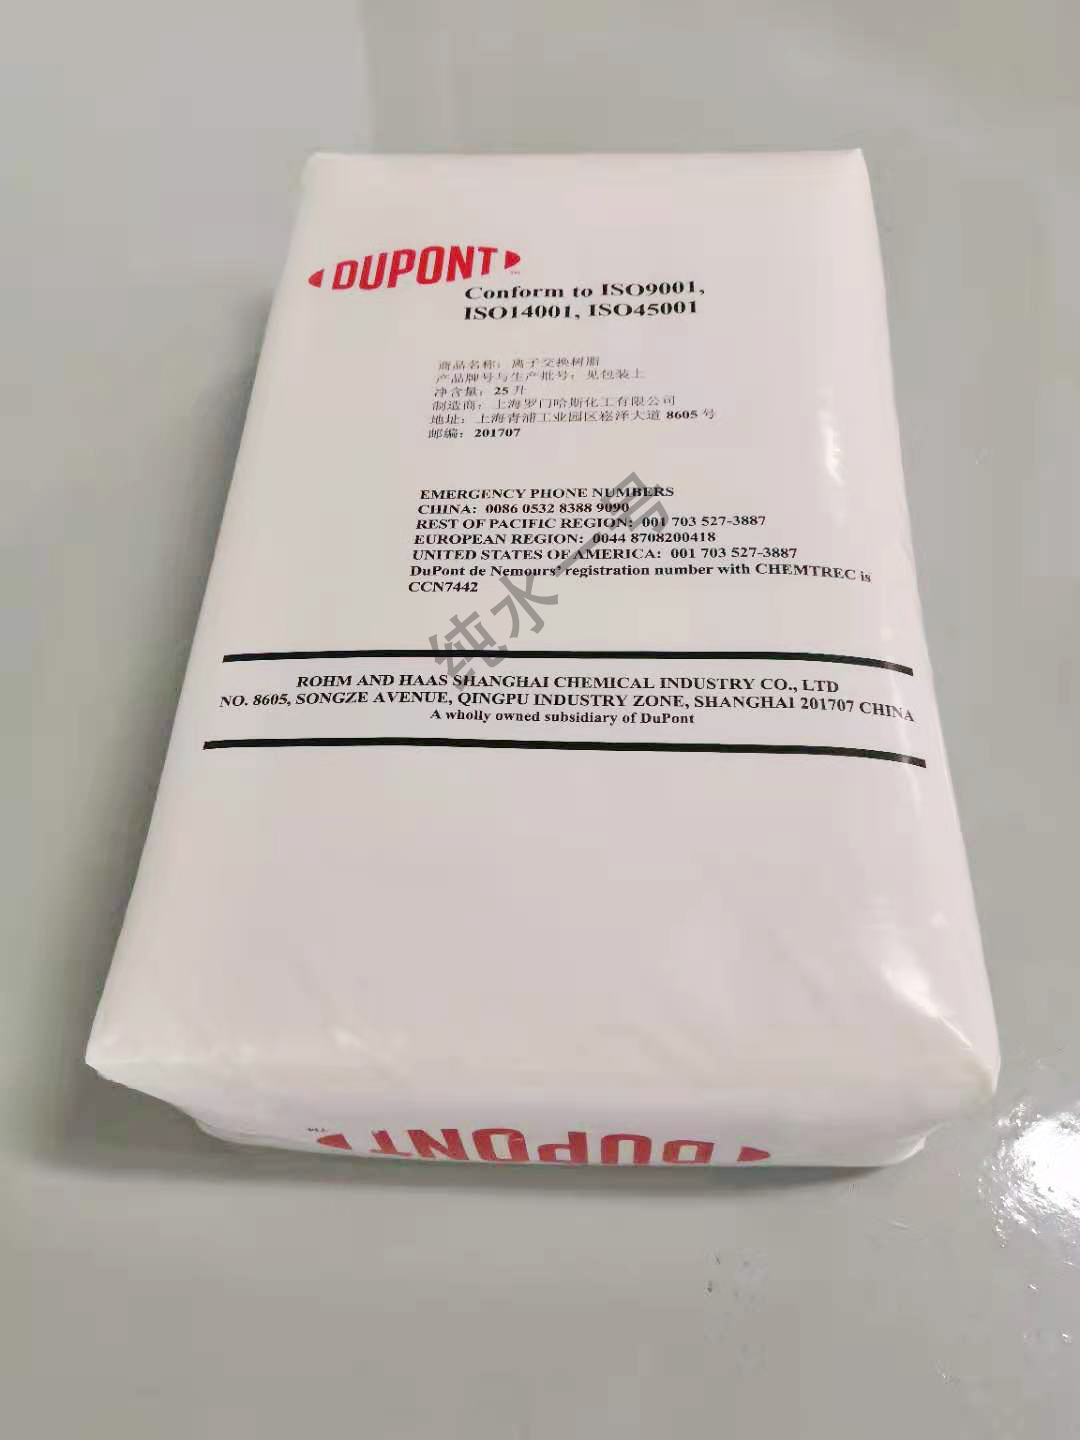 DUPONT
TM
Conform to ISO9001,
ISO14001, ISO45001
商品名称：离子交换树脂
产品牌号与生产批号：见包装上
净含量：25 升
制造商：上海罗门哈斯化工有限公司
地址：上海青浦工业园区崧泽大道 8605 号
邮编：201707
EMERGENCY PHONE NUMBERS
CHINA: 0086 0532 8388 9090
REST OF PACIFIC REGION: 001 703 527-3887
EUROPEAN REGION: 0044 8708200418
UNITED STATES OF AMERICA: 001 703 527-3887
DuPont de Nemours' registration number with CHEMTREC is
CCN7442
纯水一号
ROHM AND HAAS SHANGHAI CHEMICAL INDUSTRY CO., LTD
NO. 8605, SONGZE AVENUE, QINGPU INDUSTRY ZONE, SHANGHAI 201707 CHINA
A wholly owned subsidiary of DuPont
DUPONT
TM